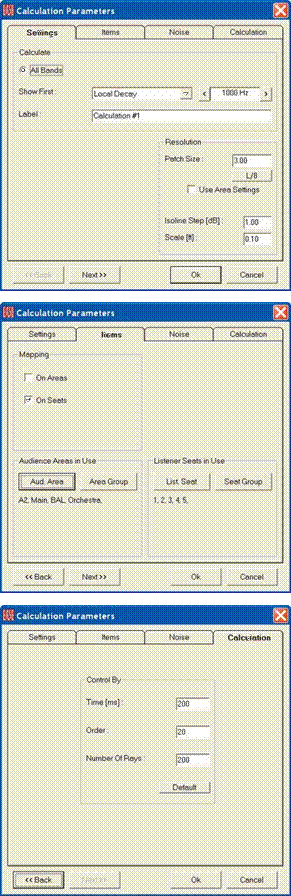 Calculation Parameters
Settings Items Noise Calculation
Calculate
All Bands
Show First : Local Decay < 1000 Hz >
Label : Calculation #1
Resolution
Patch Size : 3.00
L/8
Use Area Settings
Isoline Step [dB] : 1.00
Scale [ft] : 0.10
<< Back Next >> Ok Cancel
Calculation Parameters
Settings Items Noise Calculation
Mapping
On Areas
On Seats
Audience Areas in Use Listener Seats in Use
Aud. Area Area Group List. Seat Seat Group
A2, Main, BAL, Orchestra, 1, 2, 3, 4, 5,
<< Back Next >> Ok Cancel
Calculation Parameters
Settings Items Noise Calculation
Control By
Time [ms] : 200
Order : 20
Number Of Rays : 200
Default
<< Back Next >> Ok Cancel